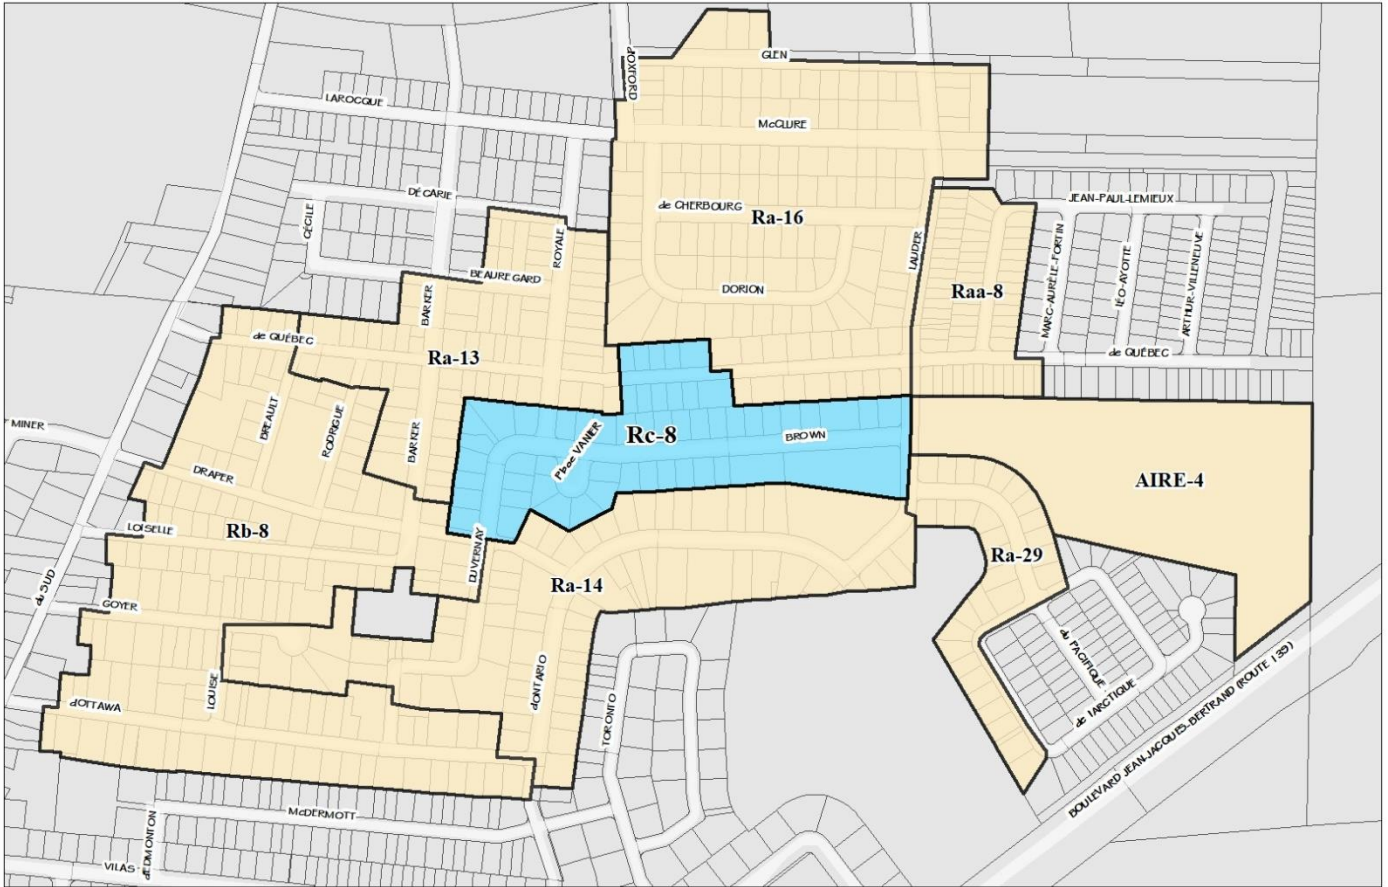 GLEN
d'OXFORD
LAROCQUE
McCLURE
DÉCARIE
JEAN-PAUL-LEMIEUX
de CHERBOURG
Ra-16
CÉCILE
ROYALE
LAUDER
MARC-AURÈLE-FORTIN
LÉO-AYOTTE
ARTHUR-VILLENEUVE
BEAUREGARD
DORION
Raa-8
BARKER
de QUÉBEC
Ra-13
de QUÉBEC
DRÉAULT
RODRIGUE
BARKER
MINER
Rc-8
BROWN
Place VANIER
DRAPER
AIRE-4
LOISELLE
Rb-8
DUVERNAY
Ra-29
du SUD
Ra-14
GOYER
LOUISE
d'ONTARIO
TORONTO
du PACIFIQUE
de l'ARCTIQUE
d'OTTAWA
BOULEVARD JEAN-JACQUES-BERTRAND (ROUTE 139)
McDERMOTT
d'EDMONTON
VILAS